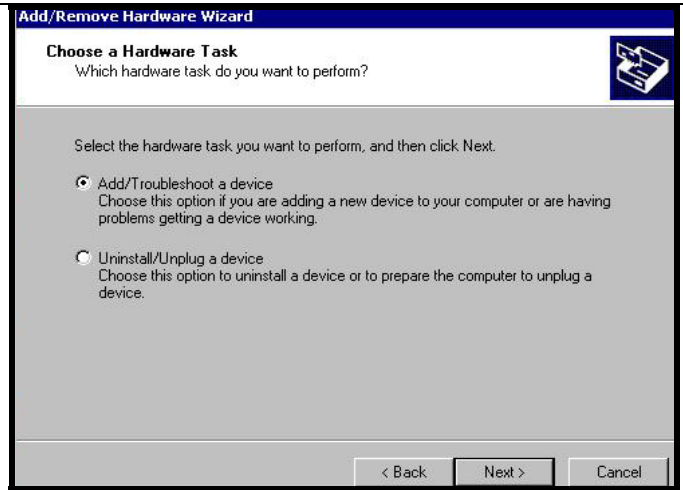 Add/Remove Hardware Wizard
Choose a Hardware Task
Which hardware task do you want to perform?
Select the hardware task you want to perform, and then click Next.
Add/Troubleshoot a device
Choose this option if you are adding a new device to your computer or are having
problems getting a device working.
Uninstall/Unplug a device
Choose this option to uninstall a device or to prepare the computer to unplug a
device.
< Back Next > Cancel